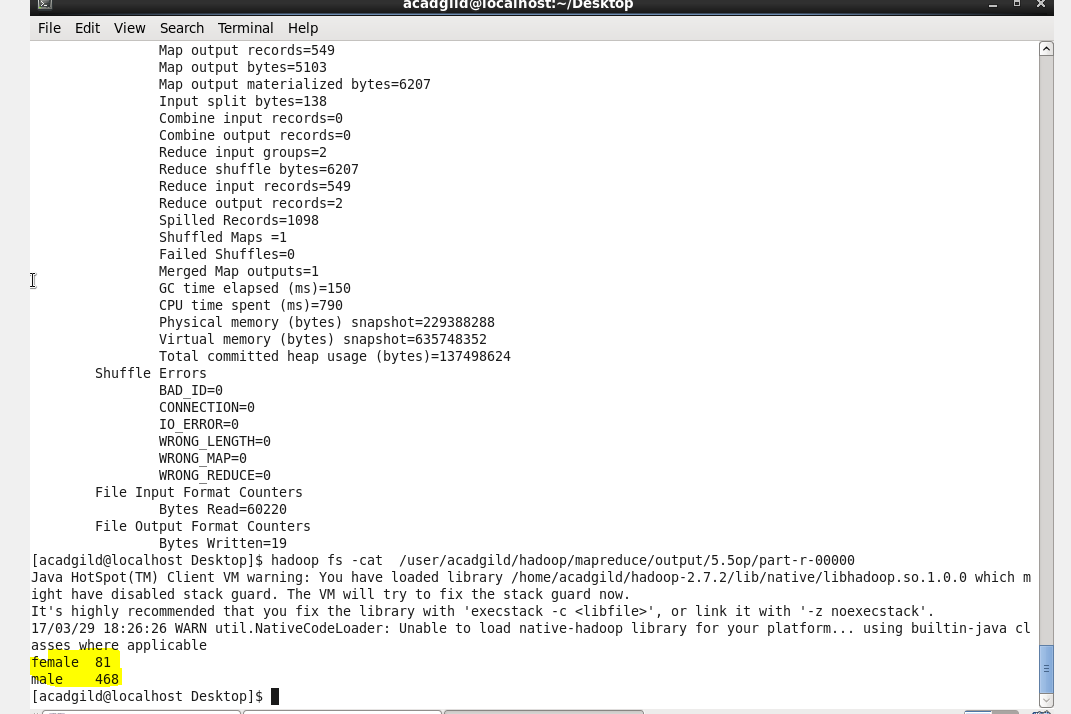 acadgild@localhost:~/Desktop
File Edit View Search Terminal Help
Map output records=549
Map output bytes=5103
Map output materialized bytes=6207
Input split bytes=138
Combine input records=0
Combine output records=0
Reduce input groups=2
Reduce shuffle bytes=6207
Reduce input records=549
Reduce output records=2
Spilled Records=1098
Shuffled Maps =1
Failed Shuffles=0
Merged Map outputs=1
GC time elapsed (ms)=150
CPU time spent (ms)=790
Physical memory (bytes) snapshot=229388288
Virtual memory (bytes) snapshot=635748352
Total committed heap usage (bytes)=137498624
Shuffle Errors
BAD_ID=0
CONNECTION=0
IO_ERROR=0
WRONG_LENGTH=0
WRONG_MAP=0
WRONG_REDUCE=0
File Input Format Counters
Bytes Read=60220
File Output Format Counters
Bytes Written=19
[acadgild@localhost Desktop]$ hadoop fs -cat  /user/acadgild/hadoop/mapreduce/output/5.5op/part-r-00000
Java HotSpot(TM) Client VM warning: You have loaded library /home/acadgild/hadoop-2.7.2/lib/native/libhadoop.so.1.0.0 which m
ight have disabled stack guard. The VM will try to fix the stack guard now.
It's highly recommended that you fix the library with 'execstack -c <libfile>', or link it with '-z noexecstack'.
17/03/29 18:26:26 WARN util.NativeCodeLoader: Unable to load native-hadoop library for your platform... using builtin-java cl
asses where applicable
female  81
male    468
[acadgild@localhost Desktop]$